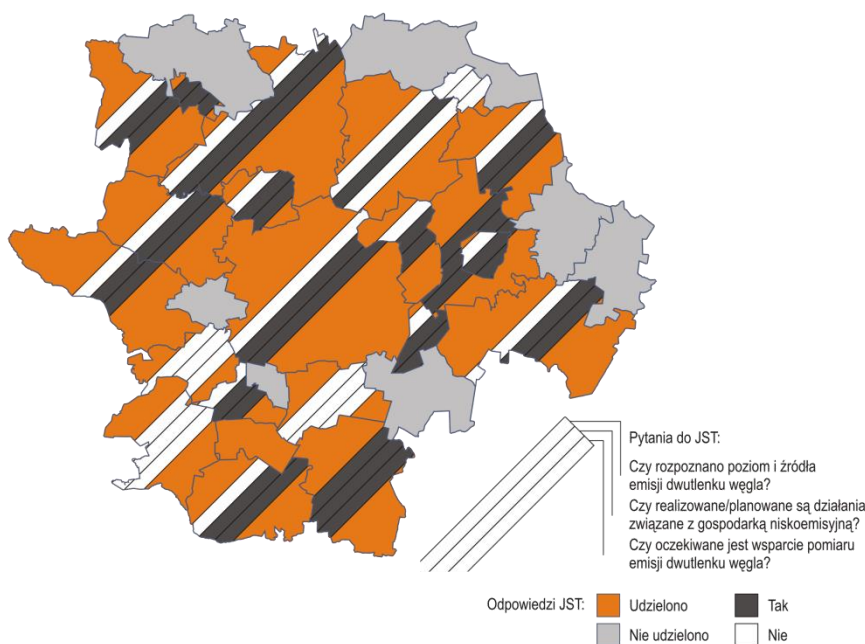 Pytania do JST:
Czy rozpoznano poziom i źródła
emisji dwutlenku węgla?
Czy realizowane/planowane są działania
związane z gospodarką niskoemisyjną?
Czy oczekiwane jest wsparcie pomiaru
emisji dwutlenku węgla?
Odpowiedzi JST:
Udzielono
Tak
Nie udzielono
Nie